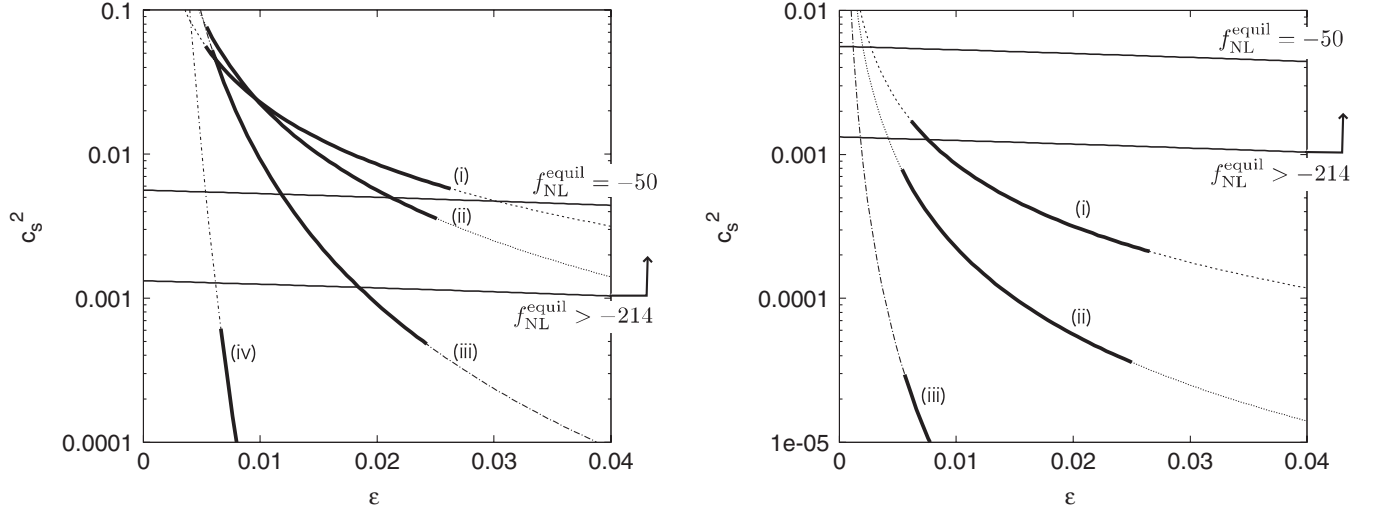 0.1
0.01
0.001
0.0001
c_s^2
0
0.01
0.02
0.03
0.04
ε
(i)
(ii)
(iii)
(iv)
f_NL^equil = −50
f_NL^equil > −214
0.01
0.001
0.0001
1e-05
c_s^2
0
0.01
0.02
0.03
0.04
ε
(i)
(ii)
(iii)
f_NL^equil = −50
f_NL^equil > −214